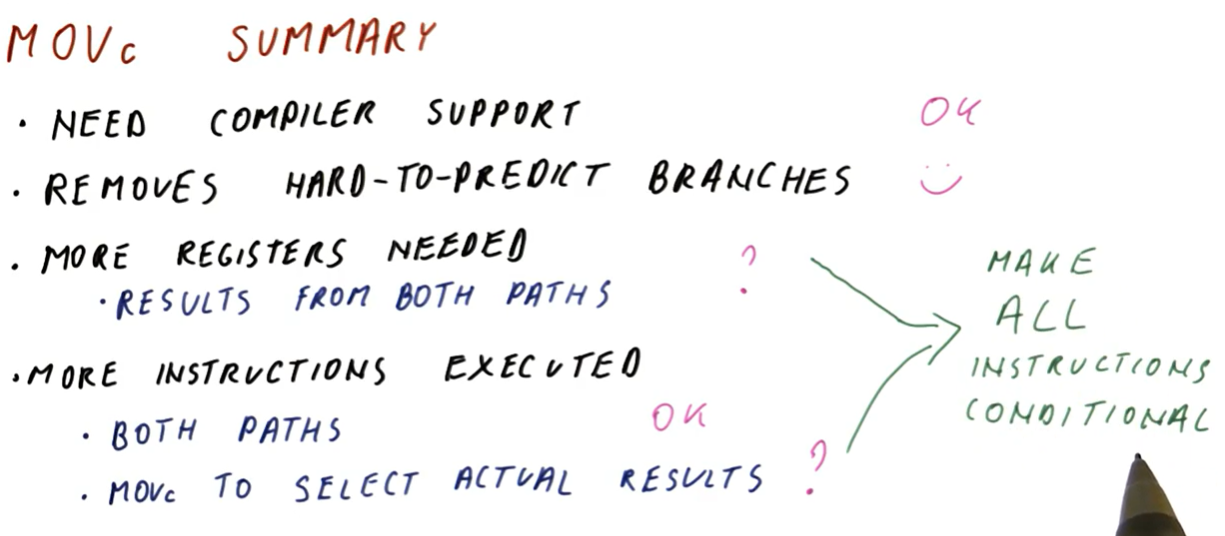 MOVc SUMMARY
• NEED COMPILER SUPPORT OK
• REMOVES HARD-TO-PREDICT BRANCHES
• MORE REGISTERS NEEDED
• RESULTS FROM BOTH PATHS ?
• MORE INSTRUCTIONS EXECUTED
• BOTH PATHS OK
• MOVc TO SELECT ACTUAL RESULTS ?
MAKE
ALL
INSTRUCTIONS
CONDITIONAL